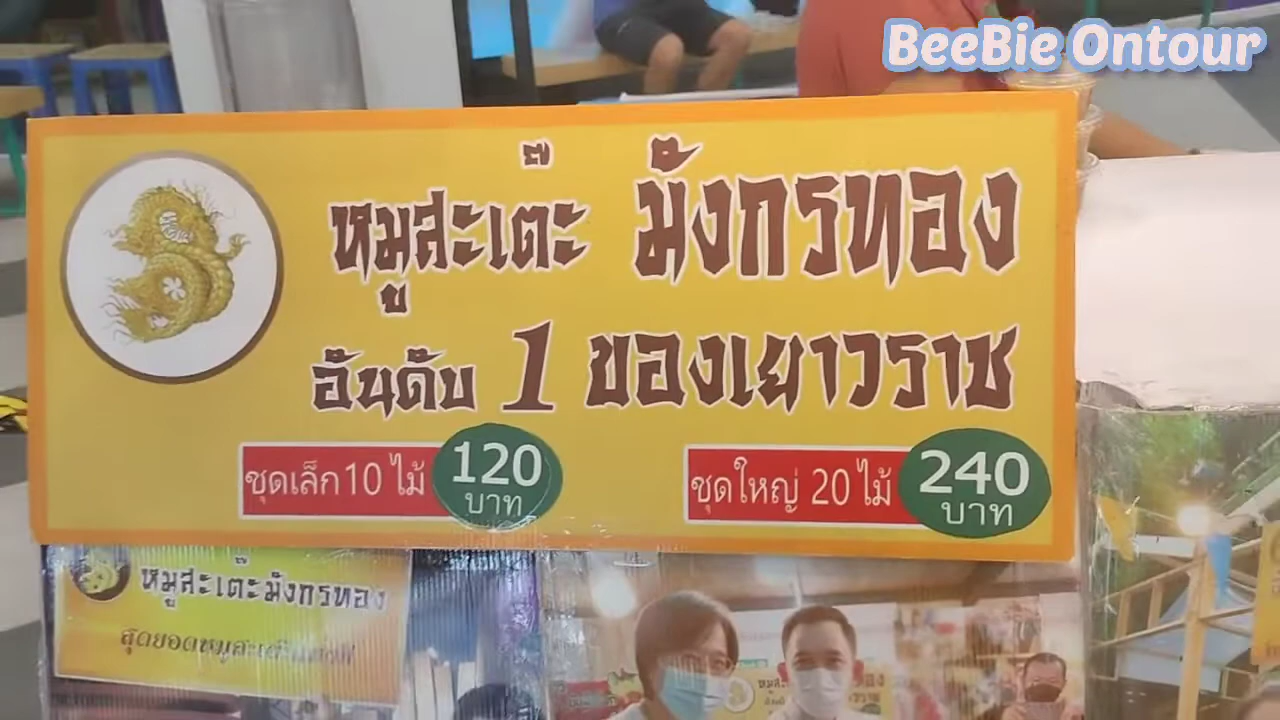 BeeBie Ontour
หมูสะเต๊ะ มังกรทอง
อันดับ 1 ของเยาวราช
ชุดเล็ก 10 ไม้ 120 บาท
ชุดใหญ่ 20 ไม้ 240 บาท
หมูสะเต๊ะมังกรทอง